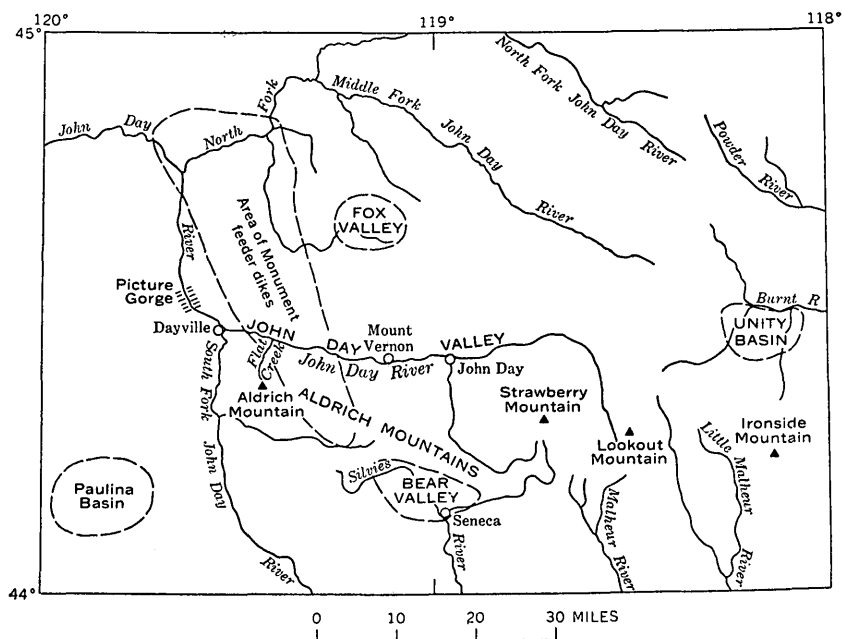 120°
119°
118°
45°
North Fork John Day River
Middle Fork John Day River
Fork
John Day
North
Powder River
River
Area of Monument
feeder dikes
FOX
VALLEY
Picture
Gorge
Burnt R
UNITY
BASIN
Dayville
JOHN DAY VALLEY
Mount
Vernon
John Day River
John Day
Flat
Creek
South Fork John Day River
Aldrich
Mountain
ALDRICH MOUNTAINS
Strawberry
Mountain
Lookout
Mountain
Ironside
Mountain
Little Malheur River
Silvies River
BEAR
VALLEY
Seneca
Malheur River
Paulina
Basin
44°
0 10 20 30 MILES